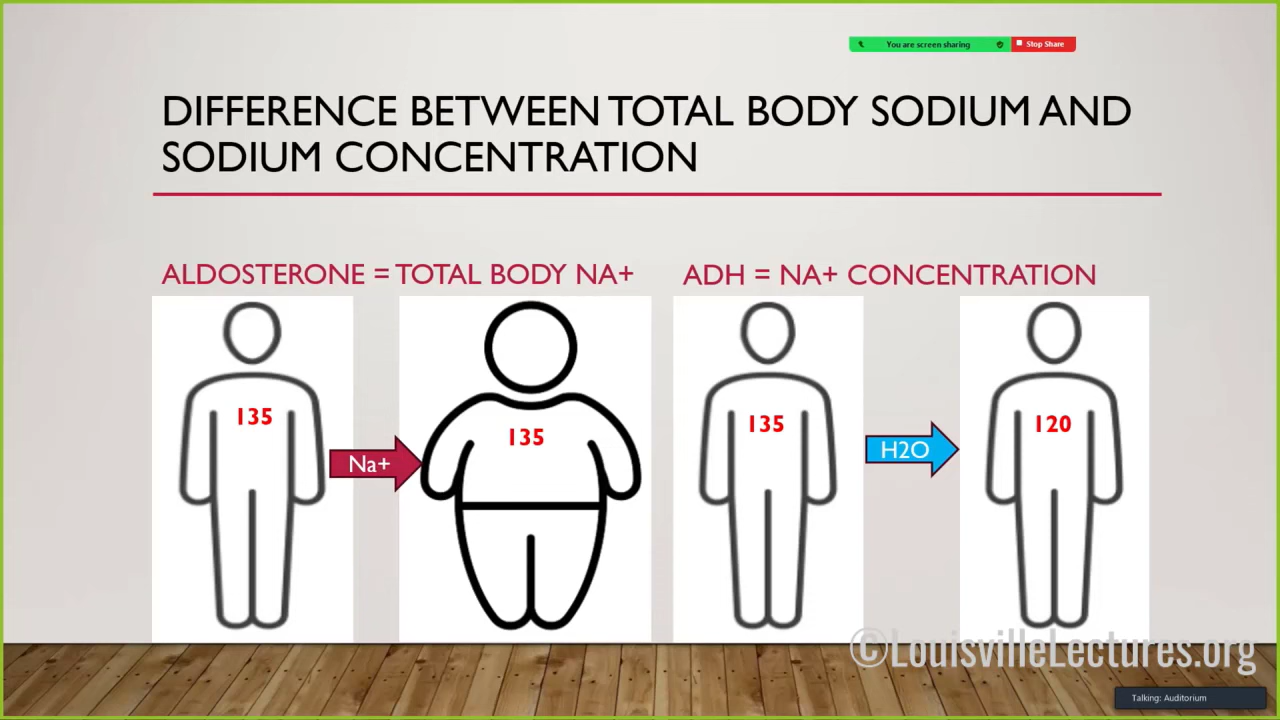 You are screen sharing
Stop Share
DIFFERENCE BETWEEN TOTAL BODY SODIUM AND
SODIUM CONCENTRATION
ALDOSTERONE = TOTAL BODY NA+
ADH = NA+ CONCENTRATION
135
Na+
135
135
H2O
120
©LouisvilleLectures.org
Talking: Auditorium